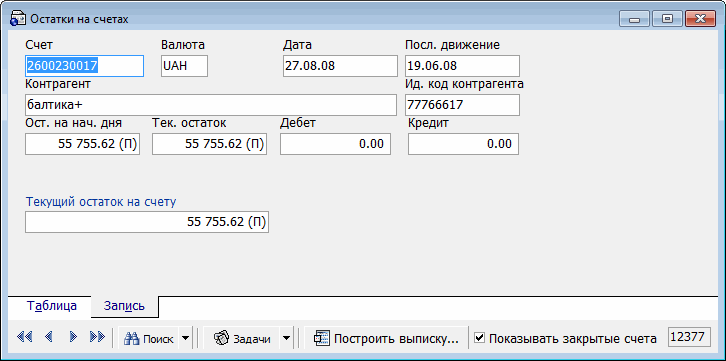 Остатки на счетах
Счет Валюта Дата Посл. движение
2600230017 UAH 27.08.08 19.06.08
Контрагент Ид. код контрагента
балтика+ 77766617
Ост. на нач. дня Тек. остаток Дебет Кредит
55 755.62 (П) 55 755.62 (П) 0.00 0.00
Текущий остаток на счету
55 755.62 (П)
Таблица Запись
Поиск Задачи Построить выписку... Показывать закрытые счета 12377